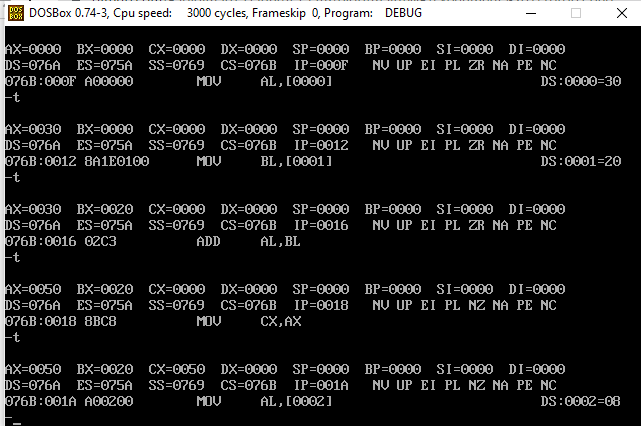 DOSBox 0.74-3, Cpu speed: 3000 cycles, Frameskip 0, Program: DEBUG
AX=0000 BX=0000 CX=0000 DX=0000 SP=0000 BP=0000 SI=0000 DI=0000
DS=076A ES=075A SS=0769 CS=076B IP=000F NV UP EI PL ZR NA PE NC
076B:000F A00000 MOV AL,[0000] DS:0000=30
-t
AX=0030 BX=0000 CX=0000 DX=0000 SP=0000 BP=0000 SI=0000 DI=0000
DS=076A ES=075A SS=0769 CS=076B IP=0012 NV UP EI PL ZR NA PE NC
076B:0012 8A1E0100 MOV BL,[0001] DS:0001=20
-t
AX=0030 BX=0020 CX=0000 DX=0000 SP=0000 BP=0000 SI=0000 DI=0000
DS=076A ES=075A SS=0769 CS=076B IP=0016 NV UP EI PL ZR NA PE NC
076B:0016 02C3 ADD AL,BL
-t
AX=0050 BX=0020 CX=0000 DX=0000 SP=0000 BP=0000 SI=0000 DI=0000
DS=076A ES=075A SS=0769 CS=076B IP=0018 NV UP EI PL NZ NA PE NC
076B:0018 8BC8 MOV CX,AX
-t
AX=0050 BX=0020 CX=0050 DX=0000 SP=0000 BP=0000 SI=0000 DI=0000
DS=076A ES=075A SS=0769 CS=076B IP=001A NV UP EI PL NZ NA PE NC
076B:001A A00200 MOV AL,[0002] DS:0002=08
-